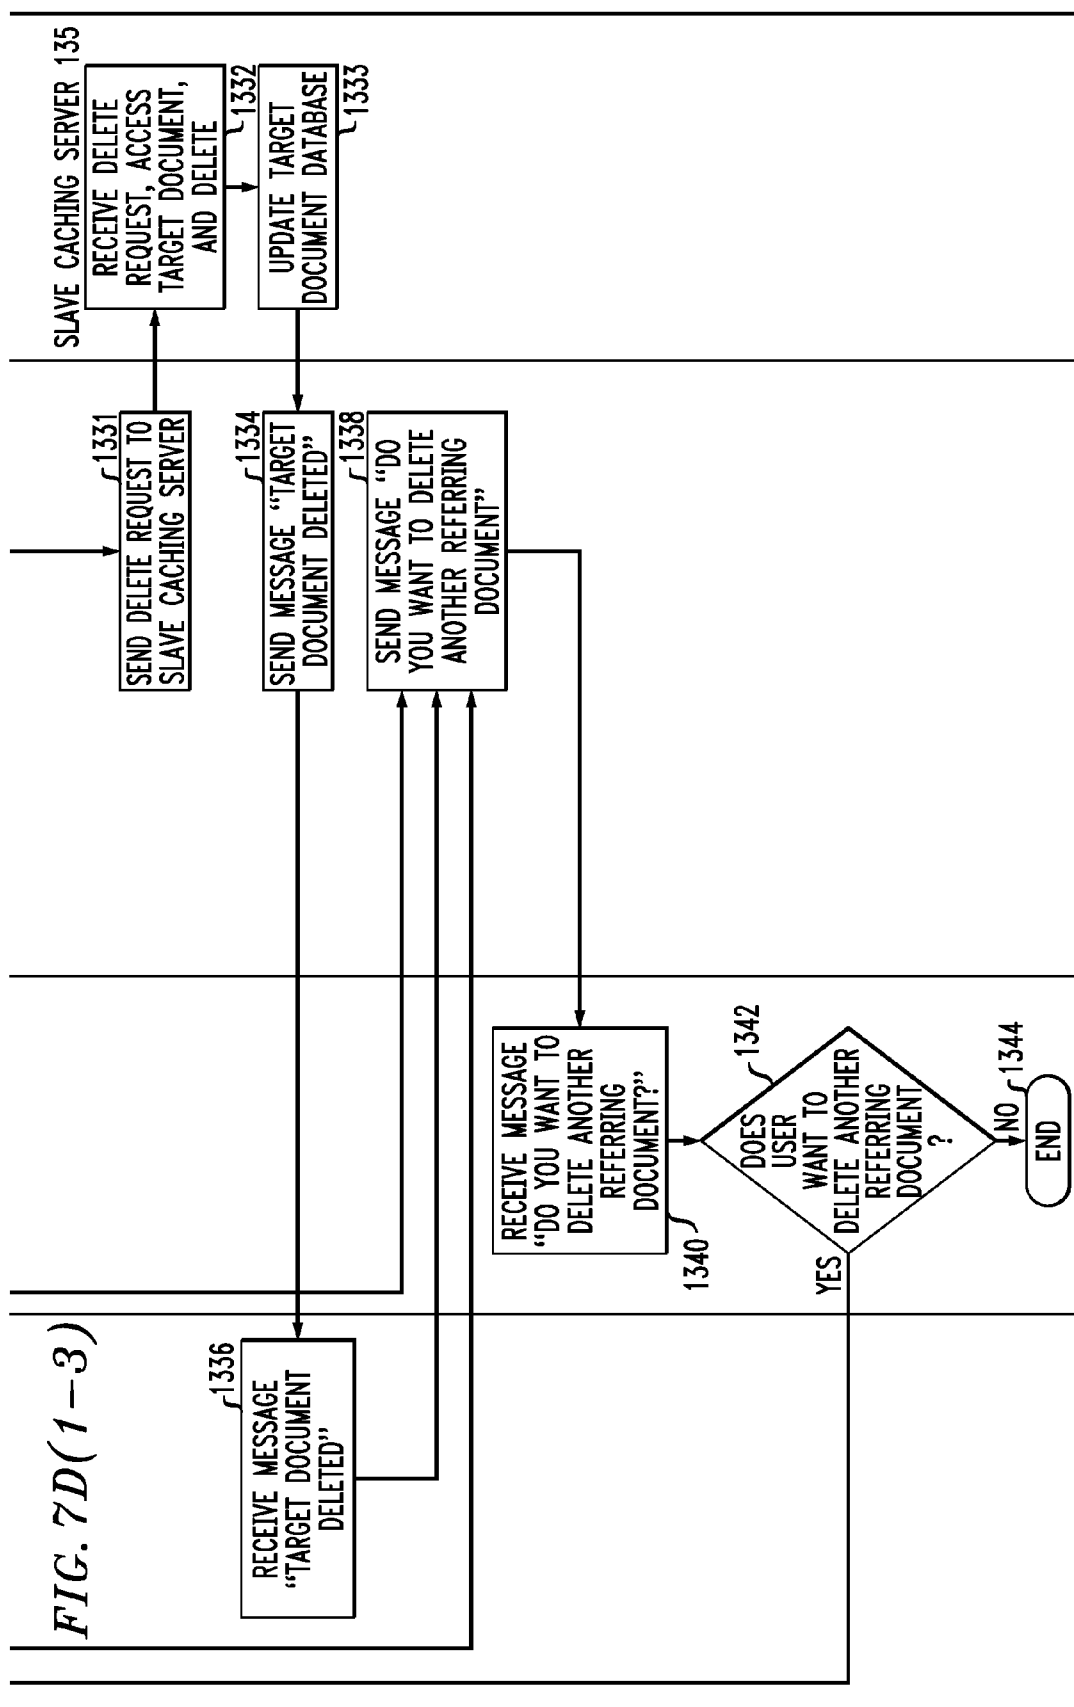 FIG. 7D(1-3)
SLAVE CACHING SERVER 135
1331
SEND DELETE REQUEST TO
SLAVE CACHING SERVER
RECEIVE DELETE
REQUEST, ACCESS
TARGET DOCUMENT,
AND DELETE
1332
UPDATE TARGET
DOCUMENT DATABASE
1333
1334
SEND MESSAGE “TARGET
DOCUMENT DELETED”
1336
RECEIVE MESSAGE
“TARGET DOCUMENT
DELETED”
1338
SEND MESSAGE “DO
YOU WANT TO DELETE
ANOTHER REFERRING
DOCUMENT”
RECEIVE MESSAGE
“DO YOU WANT TO
DELETE ANOTHER
REFERRING
DOCUMENT?”
1340
1342
DOES
USER
WANT TO
DELETE ANOTHER
REFERRING
DOCUMENT
?
YES
NO
1344
END